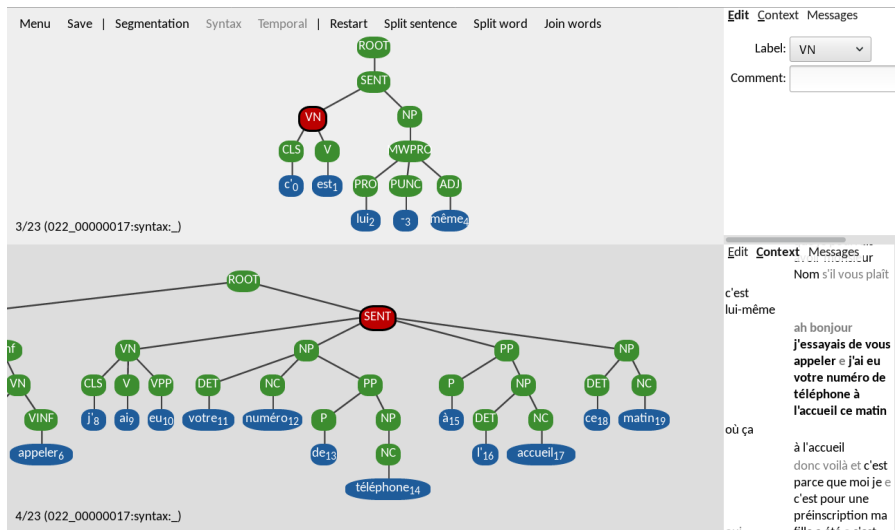 Menu Save | Segmentation Syntax Temporal | Restart Split sentence Split word Join words
ROOT
SENT
VN NP
CLS V MWPRO
c'0 est1 PRO PUNC ADJ
lui2 -3 même4
3/23 (022_00000017:syntax:_)
Edit Context Messages
Label: VN
Comment:
ROOT
SENT
VN NP PP NP
VN CLS V VPP DET NC PP P NP DET NC
VINF j'8 ai9 eu10 votre11 numéro12 P NP à15 DET NC ce18 matin19
appeler6 de13 NC l'16 accueil17
téléphone14
4/23 (022_00000017:syntax:_)
Edit Context Messages
Nom s'il vous plaît
c'est
lui-même
ah bonjour
j'essayais de vous
appeler e j'ai eu
votre numéro de
téléphone à
l'accueil ce matin
où ça
à l'accueil
donc voilà et c'est
parce que moi je e
c'est pour une
préinscription ma